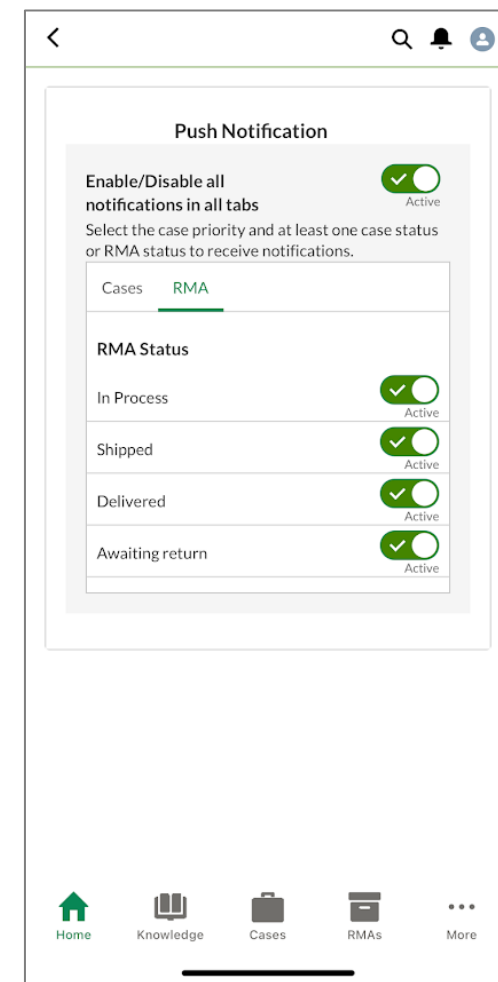 Push Notification
Enable/Disable all
notifications in all tabs
Active
Select the case priority and at least one case status
or RMA status to receive notifications.
Cases RMA
RMA Status
In Process
Active
Shipped
Active
Delivered
Active
Awaiting return
Active
Home Knowledge Cases RMAs More